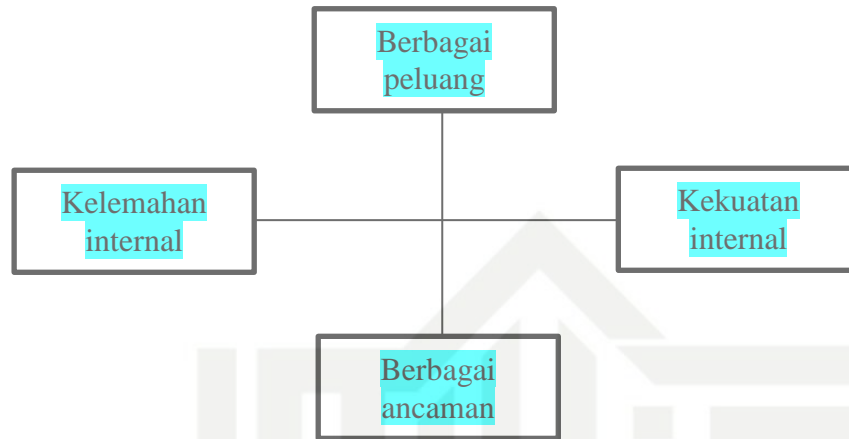 Berbagai
peluang
Kelemahan
internal
Kekuatan
internal
Berbagai
ancaman